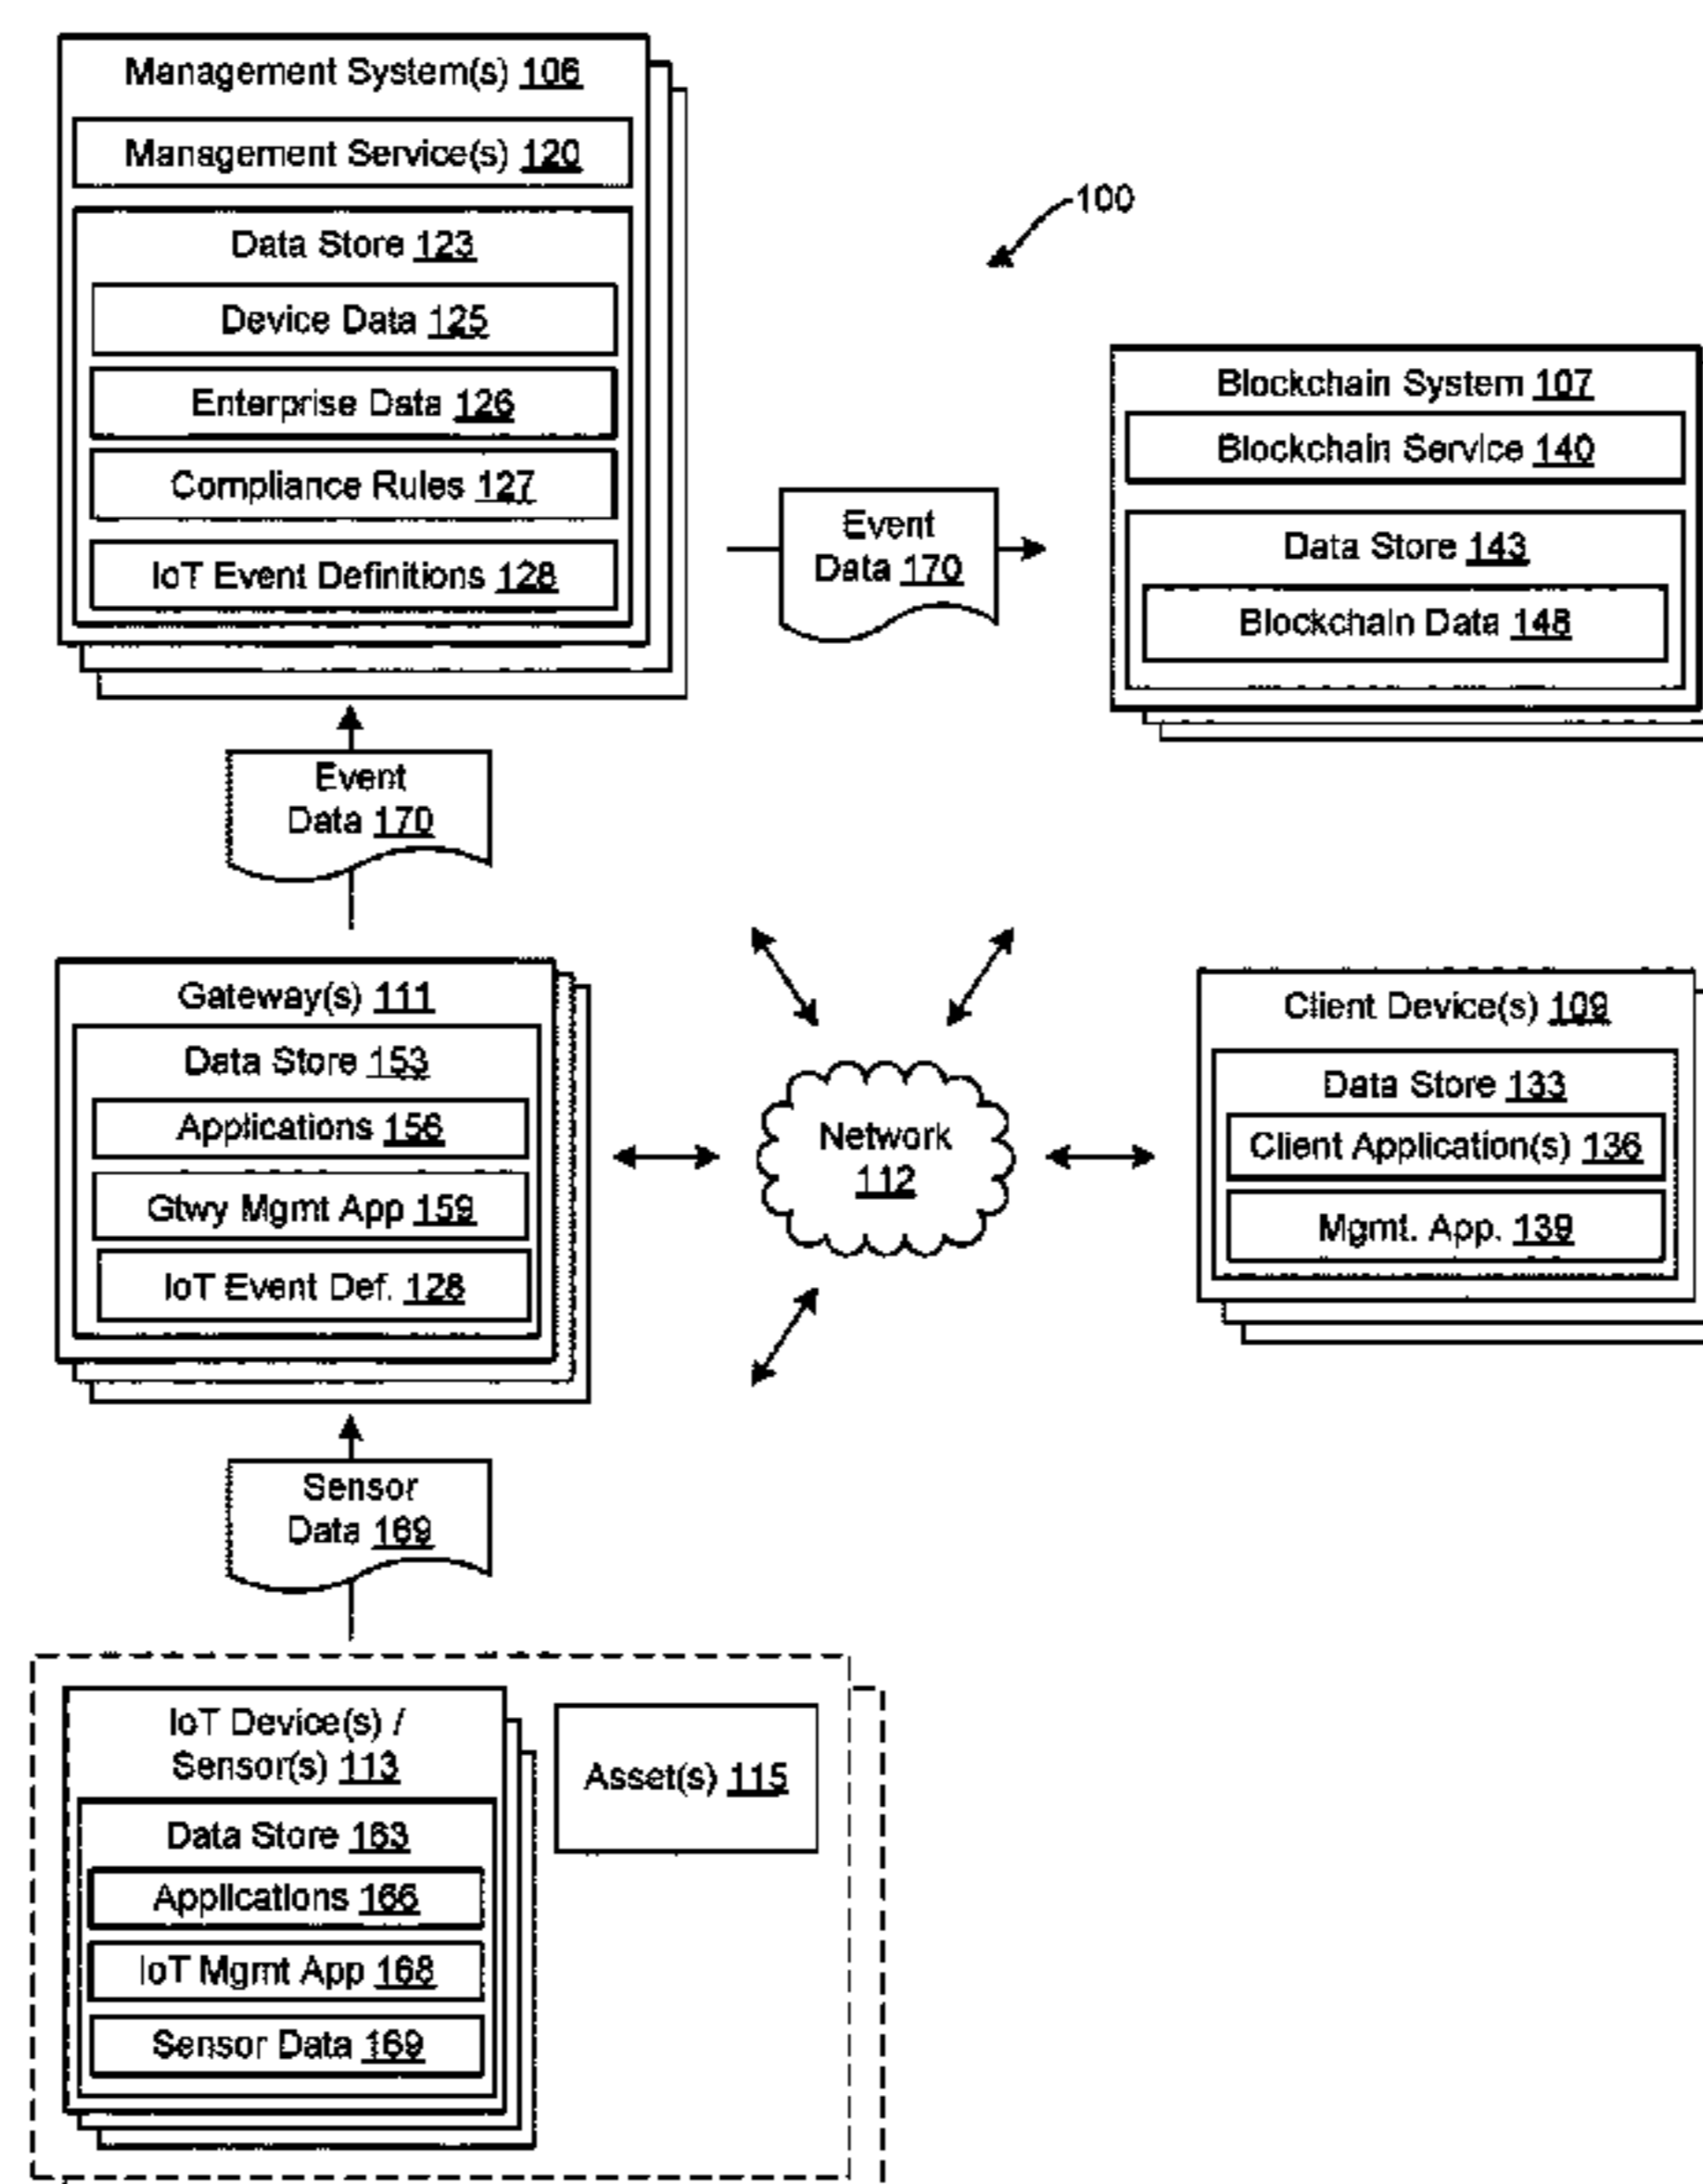 Management System(s) 106
Management Service(s) 120
Data Store 123
Device Data 125
Enterprise Data 126
Compliance Rules 127
IoT Event Definitions 128
100
Event
Data 170
Blockchain System 107
Blockchain Service 140
Data Store 143
Blockchain Data 148
Event
Data 170
Gateway(s) 111
Data Store 153
Applications 156
Gtwy Mgmt App 159
IoT Event Def. 128
Network
112
Client Device(s) 109
Data Store 133
Client Application(s) 136
Mgmt. App. 139
Sensor
Data 169
IoT Device(s) /
Sensor(s) 113
Data Store 163
Applications 166
IoT Mgmt App 168
Sensor Data 169
Asset(s) 115